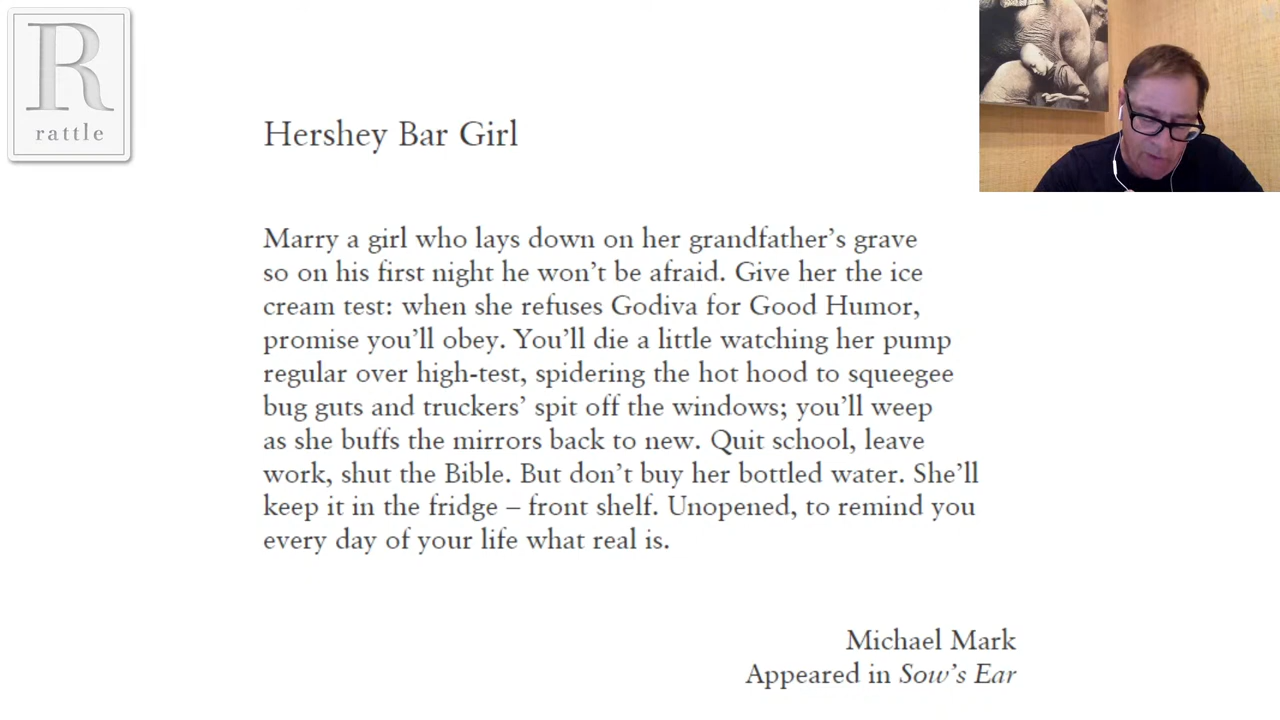 R
rattle
Hershey Bar Girl
Marry a girl who lays down on her grandfather’s grave
so on his first night he won’t be afraid. Give her the ice
cream test: when she refuses Godiva for Good Humor,
promise you’ll obey. You’ll die a little watching her pump
regular over high-test, spidering the hot hood to squeegee
bug guts and truckers’ spit off the windows; you’ll weep
as she buffs the mirrors back to new. Quit school, leave
work, shut the Bible. But don’t buy her bottled water. She’ll
keep it in the fridge – front shelf. Unopened, to remind you
every day of your life what real is.
Michael Mark
Appeared in Sow’s Ear